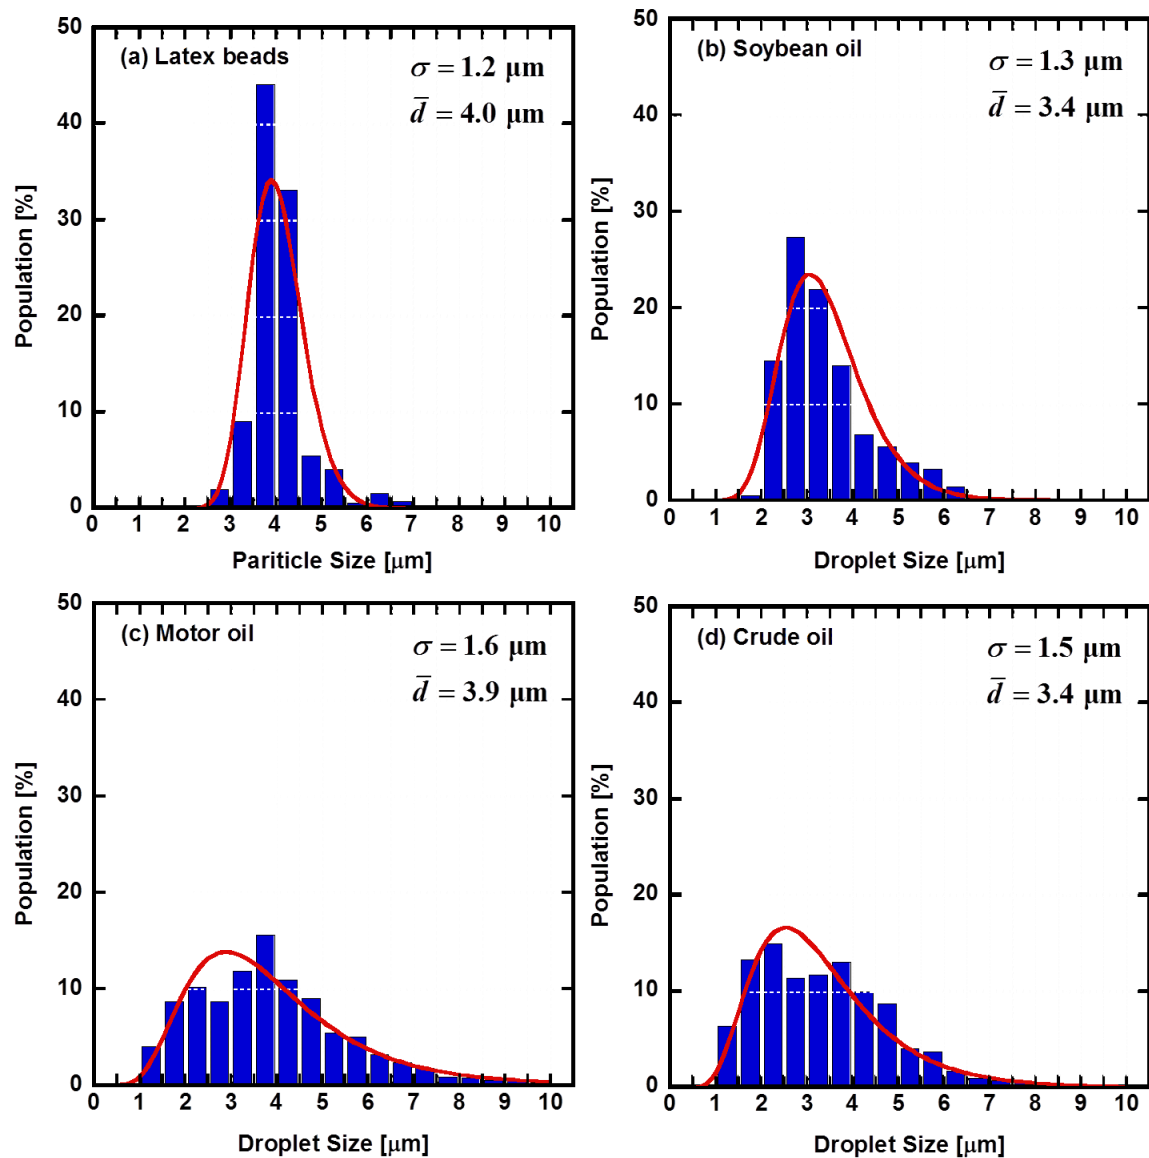 (a) Latex beads
σ = 1.2 μm
d̅ = 4.0 μm
50
40
30
20
10
0
Population [%]
0 1 2 3 4 5 6 7 8 9 10
Pariticle Size [μm]
(b) Soybean oil
σ = 1.3 μm
d̅ = 3.4 μm
50
40
30
20
10
0
Population [%]
0 1 2 3 4 5 6 7 8 9 10
Droplet Size [μm]
(c) Motor oil
σ = 1.6 μm
d̅ = 3.9 μm
50
40
30
20
10
0
Population [%]
0 1 2 3 4 5 6 7 8 9 10
Droplet Size [μm]
(d) Crude oil
σ = 1.5 μm
d̅ = 3.4 μm
50
40
30
20
10
0
Population [%]
0 1 2 3 4 5 6 7 8 9 10
Droplet Size [μm]